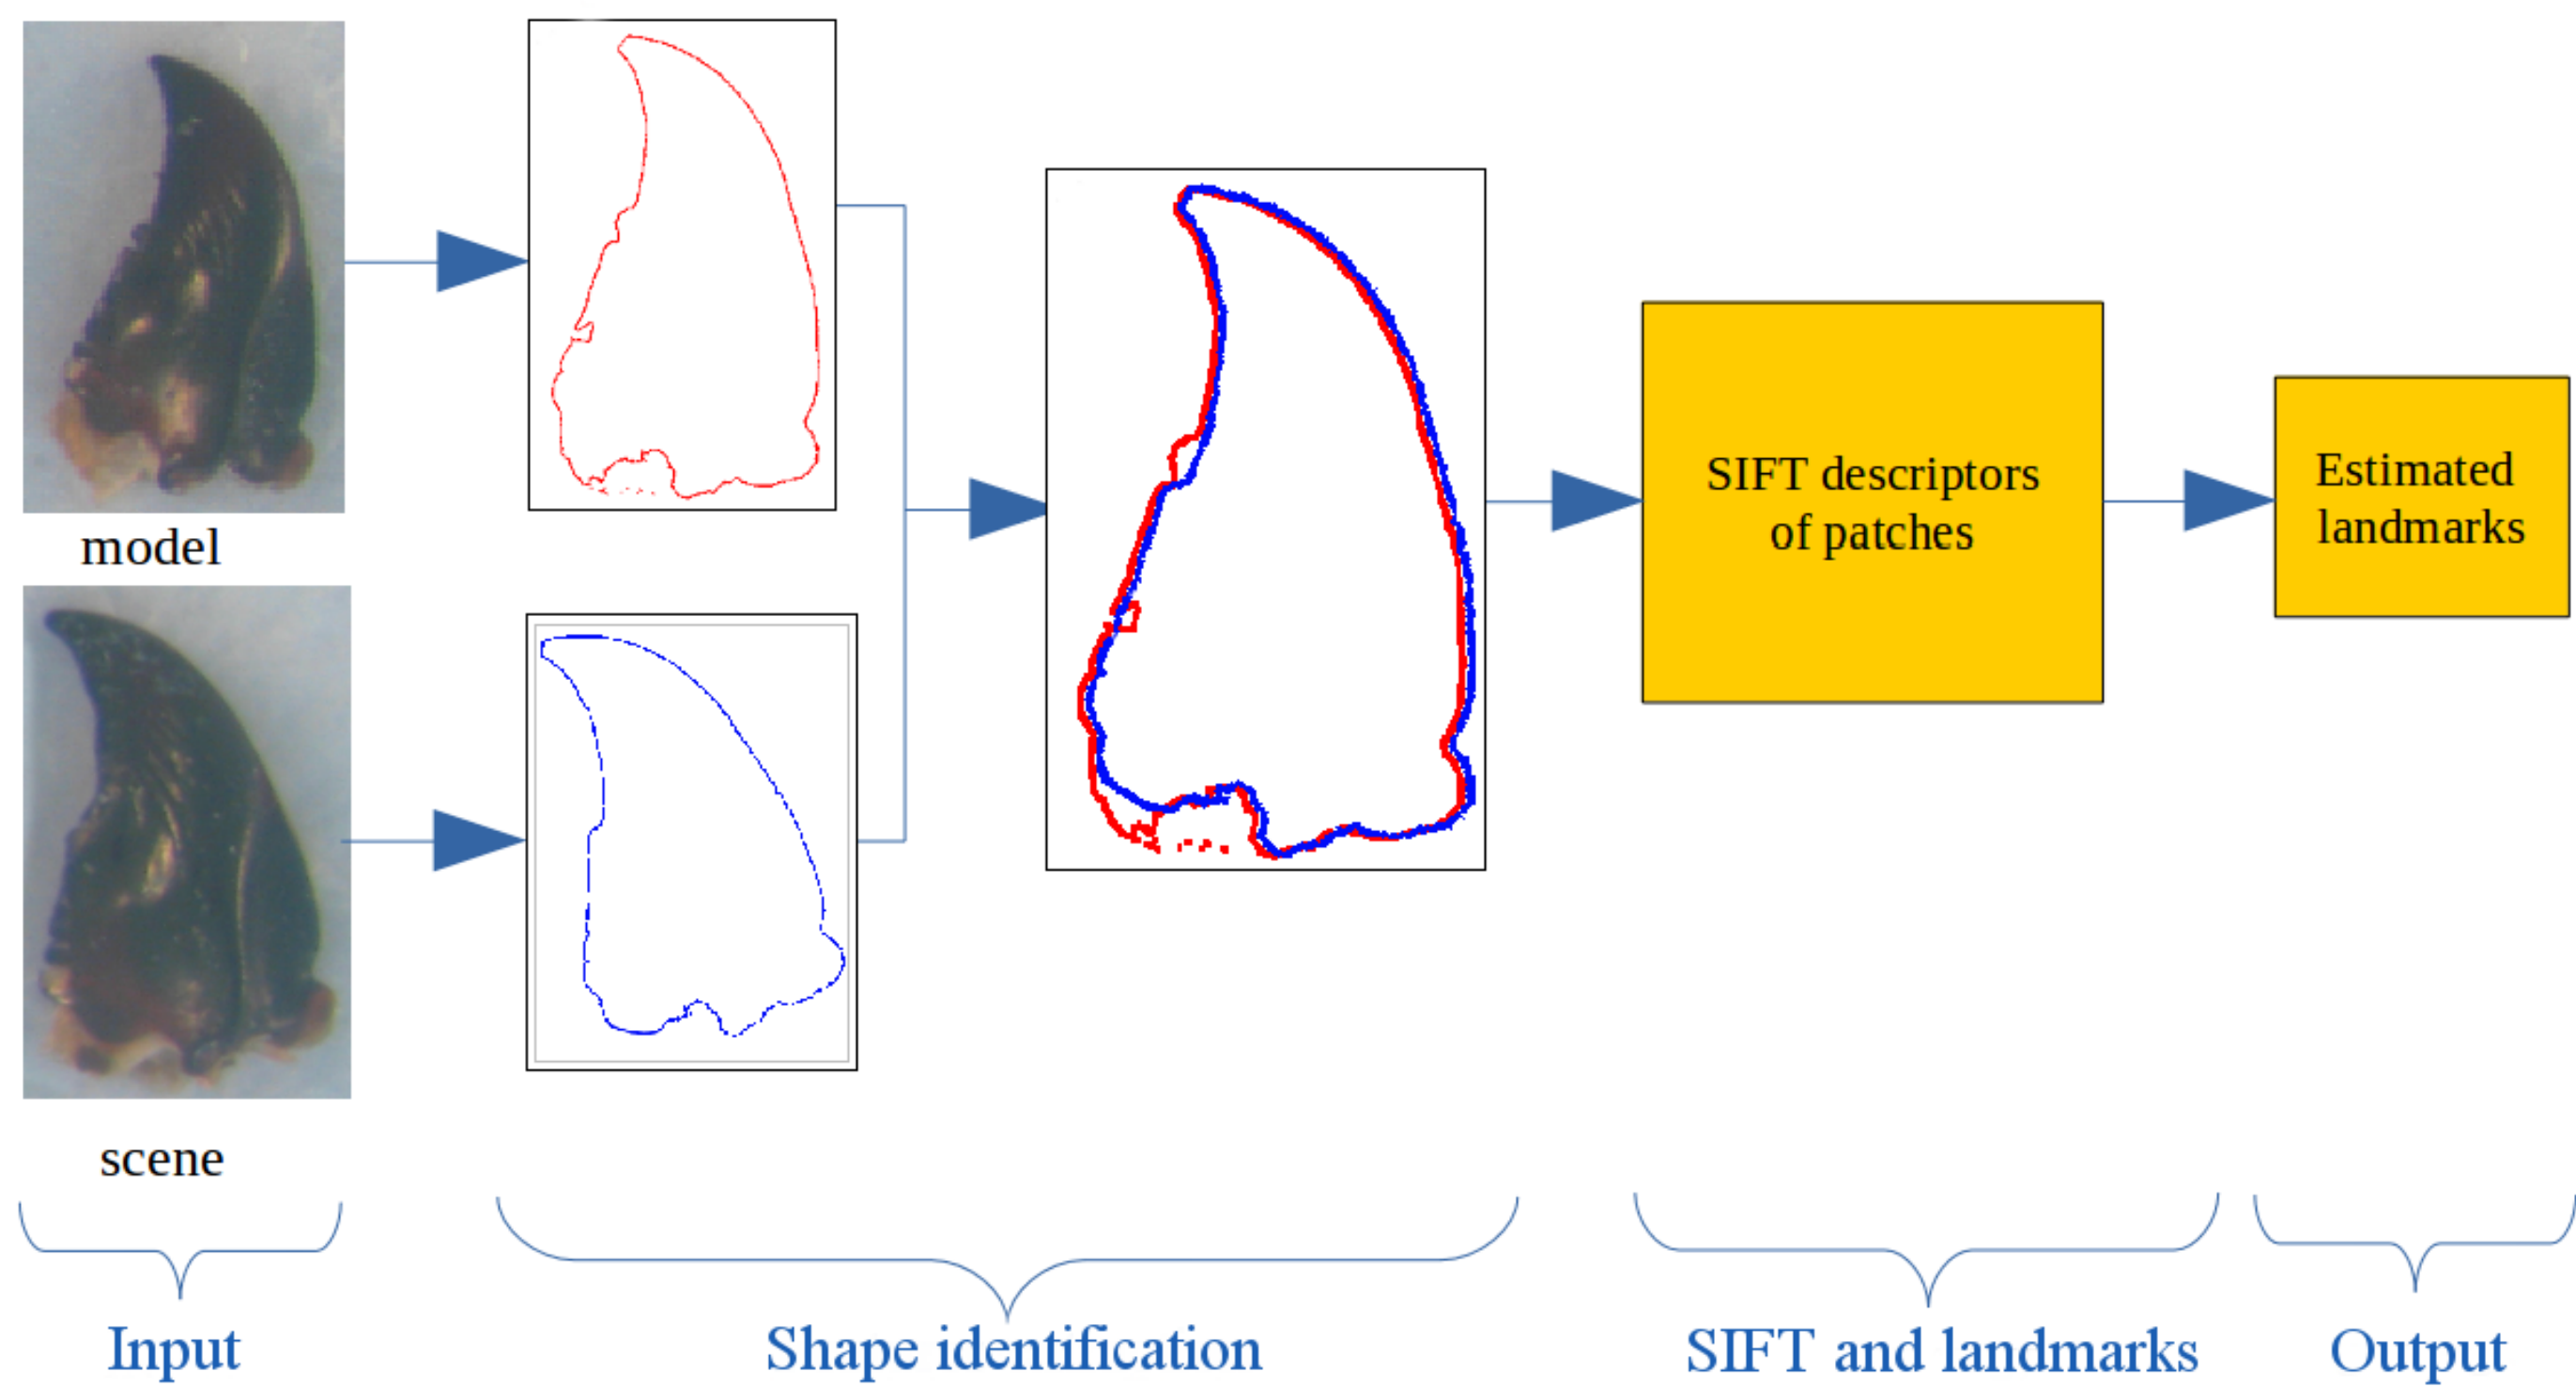 model
scene
SIFT descriptors
of patches
Estimated
landmarks
Input
Shape identification
SIFT and landmarks
Output